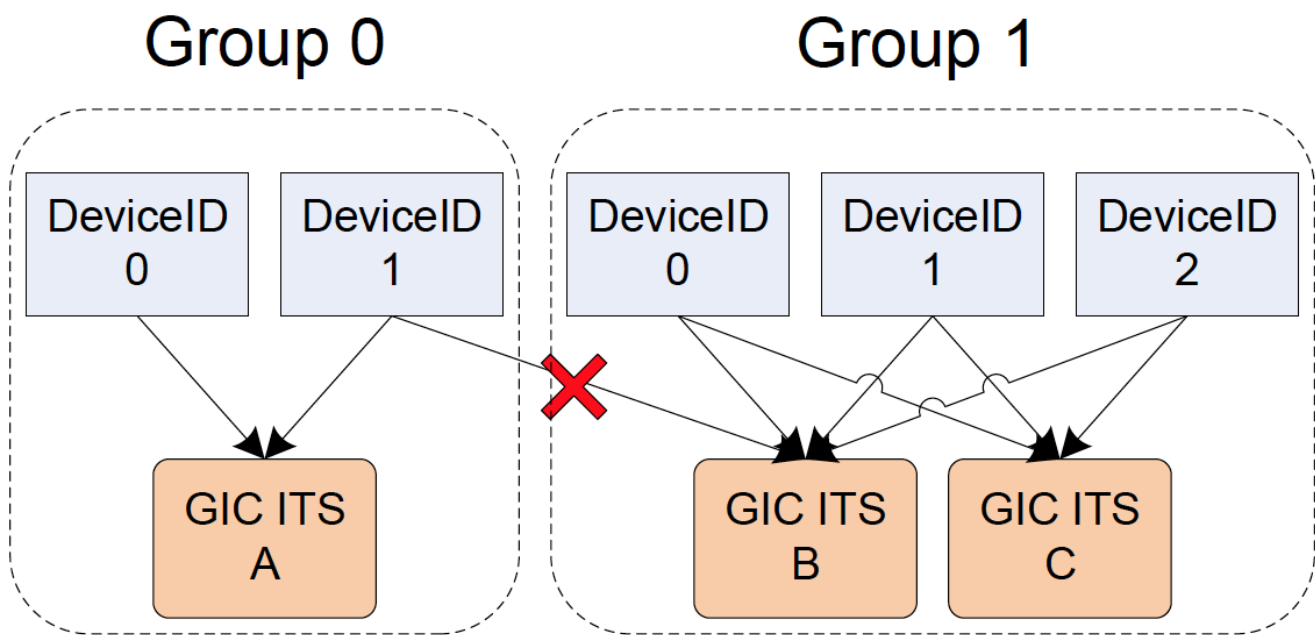 Group 0
Group 1
DeviceID
0
DeviceID
1
DeviceID
0
DeviceID
1
DeviceID
2
GIC ITS
A
GIC ITS
B
GIC ITS
C